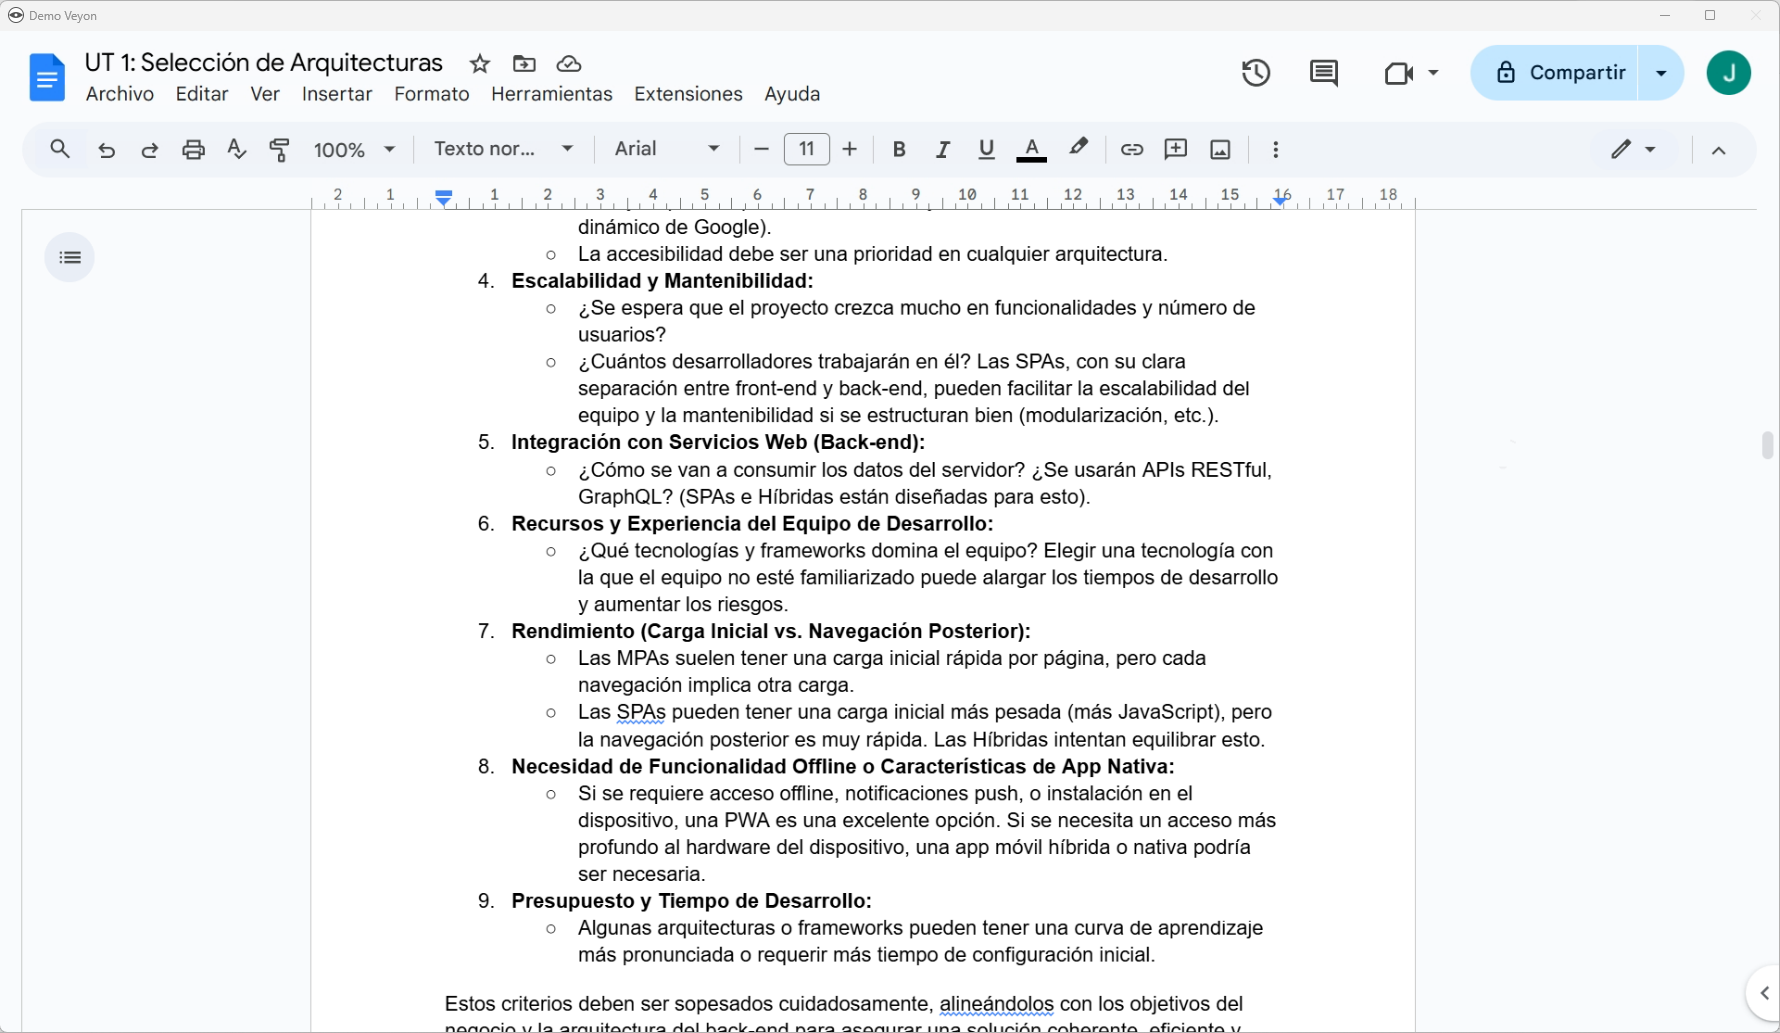 Demo Veyon
UT 1: Selección de Arquitecturas
Archivo Editar Ver Insertar Formato Herramientas Extensiones Ayuda
Compartir
J
100% Texto nor... Arial 11 B I U A
2 1 1 2 3 4 5 6 7 8 9 10 11 12 13 14 15 16 17 18
dinámico de Google).
○ La accesibilidad debe ser una prioridad en cualquier arquitectura.
4. Escalabilidad y Mantenibilidad:
○ ¿Se espera que el proyecto crezca mucho en funcionalidades y número de
usuarios?
○ ¿Cuántos desarrolladores trabajarán en él? Las SPAs, con su clara
separación entre front-end y back-end, pueden facilitar la escalabilidad del
equipo y la mantenibilidad si se estructuran bien (modularización, etc.).
5. Integración con Servicios Web (Back-end):
○ ¿Cómo se van a consumir los datos del servidor? ¿Se usarán APIs RESTful,
GraphQL? (SPAs e Híbridas están diseñadas para esto).
6. Recursos y Experiencia del Equipo de Desarrollo:
○ ¿Qué tecnologías y frameworks domina el equipo? Elegir una tecnología con
la que el equipo no esté familiarizado puede alargar los tiempos de desarrollo
y aumentar los riesgos.
7. Rendimiento (Carga Inicial vs. Navegación Posterior):
○ Las MPAs suelen tener una carga inicial rápida por página, pero cada
navegación implica otra carga.
○ Las SPAs pueden tener una carga inicial más pesada (más JavaScript), pero
la navegación posterior es muy rápida. Las Híbridas intentan equilibrar esto.
8. Necesidad de Funcionalidad Offline o Características de App Nativa:
○ Si se requiere acceso offline, notificaciones push, o instalación en el
dispositivo, una PWA es una excelente opción. Si se necesita un acceso más
profundo al hardware del dispositivo, una app móvil híbrida o nativa podría
ser necesaria.
9. Presupuesto y Tiempo de Desarrollo:
○ Algunas arquitecturas o frameworks pueden tener una curva de aprendizaje
más pronunciada o requerir más tiempo de configuración inicial.
Estos criterios deben ser sopesados cuidadosamente, alineándolos con los objetivos del
negocio y la arquitectura del back-end para asegurar una solución coherente, eficiente y